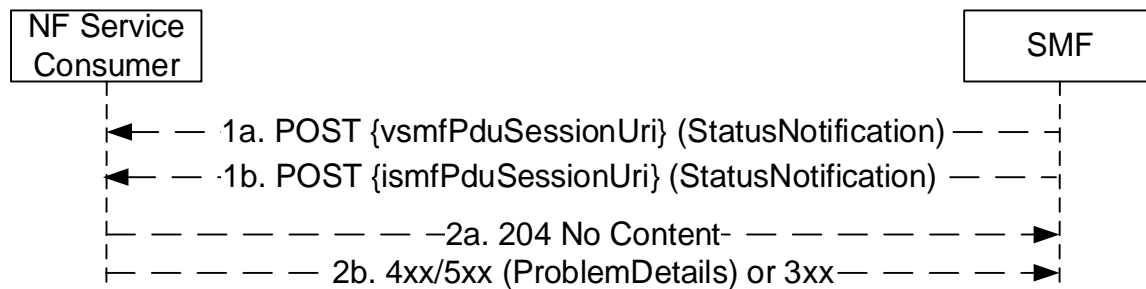 NF Service
Consumer
SMF
1a. POST {vsmfPduSessionUri} (StatusNotification)
1b. POST {ismfPduSessionUri} (StatusNotification)
2a. 204 No Content
2b. 4xx/5xx (ProblemDetails) or 3xx